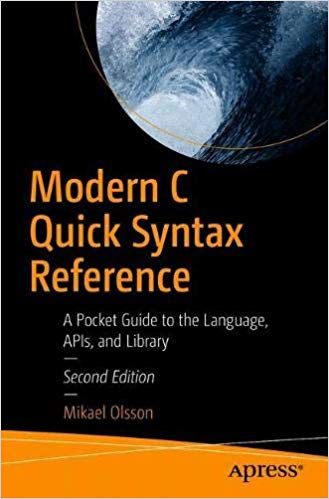 Modern C
Quick Syntax
Reference
A Pocket Guide to the Language,
APIs, and Library
—
Second Edition
—
Mikael Olsson
Apress®